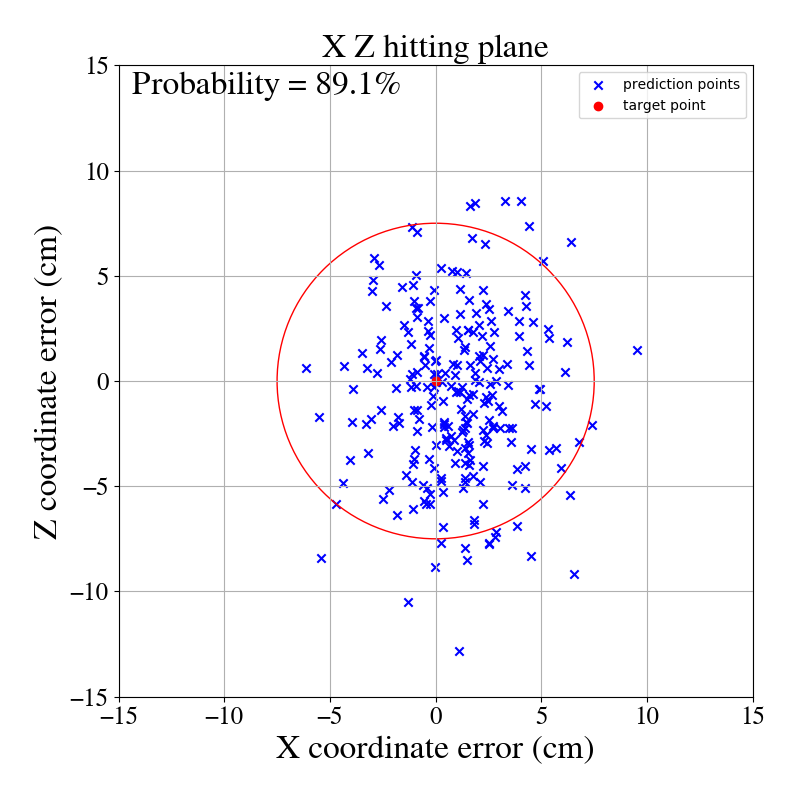 X Z hitting plane
Probability = 89.1%
prediction points
target point
15
10
5
0
−5
−10
−15
Z coordinate error (cm)
−15 −10 −5 0 5 10 15
X coordinate error (cm)